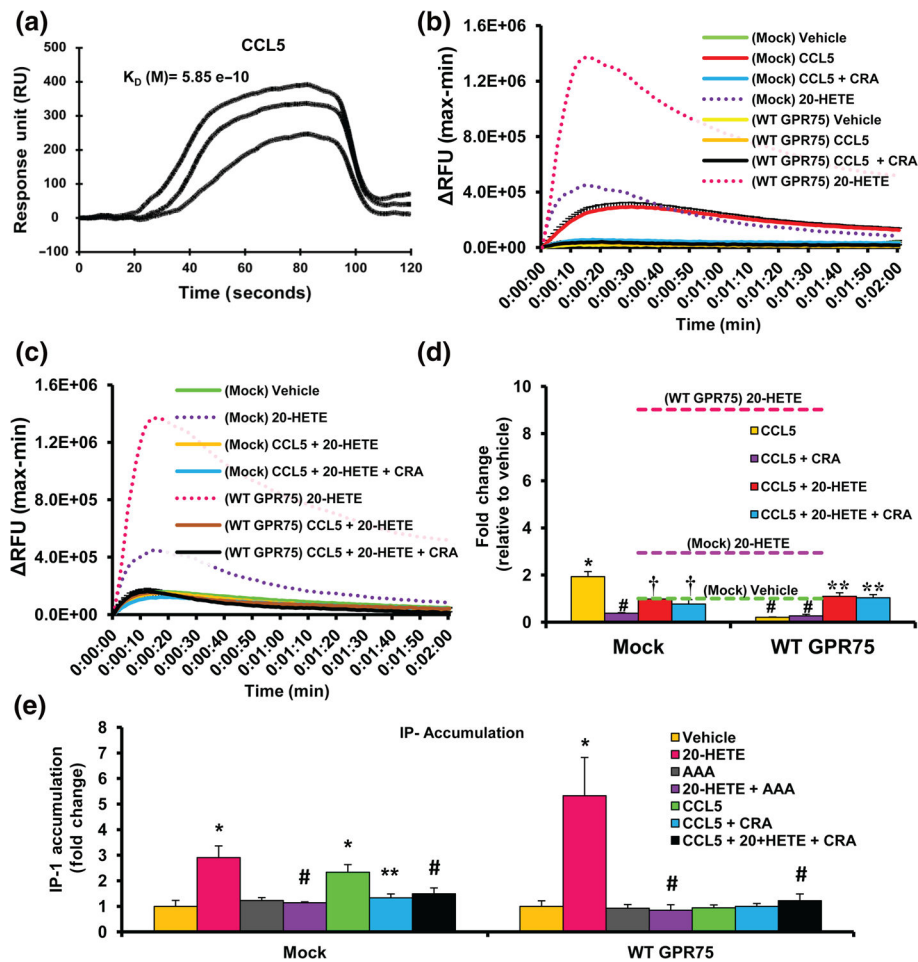 (a)
CCL5
K_D (M)= 5.85 e−10
Response unit (RU)
500
400
300
200
100
0
−100
0
20
40
60
80
100
120
Time (seconds)
(b)
ΔRFU (max-min)
1.6E+06
1.2E+06
8.0E+05
4.0E+05
0.0E+00
(Mock) Vehicle
(Mock) CCL5
(Mock) CCL5 + CRA
(Mock) 20-HETE
(WT GPR75) Vehicle
(WT GPR75) CCL5
(WT GPR75) CCL5 + CRA
(WT GPR75) 20-HETE
0:00:00
0:00:10
0:00:20
0:00:30
0:00:40
0:00:50
0:01:00
0:01:10
0:01:20
0:01:30
0:01:40
0:01:50
0:02:00
Time (min)
(c)
ΔRFU (max-min)
1.6E+06
1.2E+06
8.0E+05
4.0E+05
0.0E+00
(Mock) Vehicle
(Mock) 20-HETE
(Mock) CCL5 + 20-HETE
(Mock) CCL5 + 20-HETE + CRA
(WT GPR75) 20-HETE
(WT GPR75) CCL5 + 20-HETE
(WT GPR75) CCL5 + 20-HETE + CRA
0:00:00
0:00:10
0:00:20
0:00:30
0:00:40
0:00:50
0:01:00
0:01:10
0:01:20
0:01:30
0:01:40
0:01:50
0:02:00
Time (min)
(d)
Fold change
(relative to vehicle)
10
8
6
4
2
0
(WT GPR75) 20-HETE
CCL5
CCL5 + CRA
CCL5 + 20-HETE
CCL5 + 20-HETE + CRA
(Mock) 20-HETE
(Mock) Vehicle
* # † †
# # ** **
Mock
WT GPR75
(e)
IP- Accumulation
IP-1 accumulation
(fold change)
8
7
6
5
4
3
2
1
0
Vehicle
20-HETE
AAA
20-HETE + AAA
CCL5
CCL5 + CRA
CCL5 + 20+HETE + CRA
* # * ** #
* # #
Mock
WT GPR75